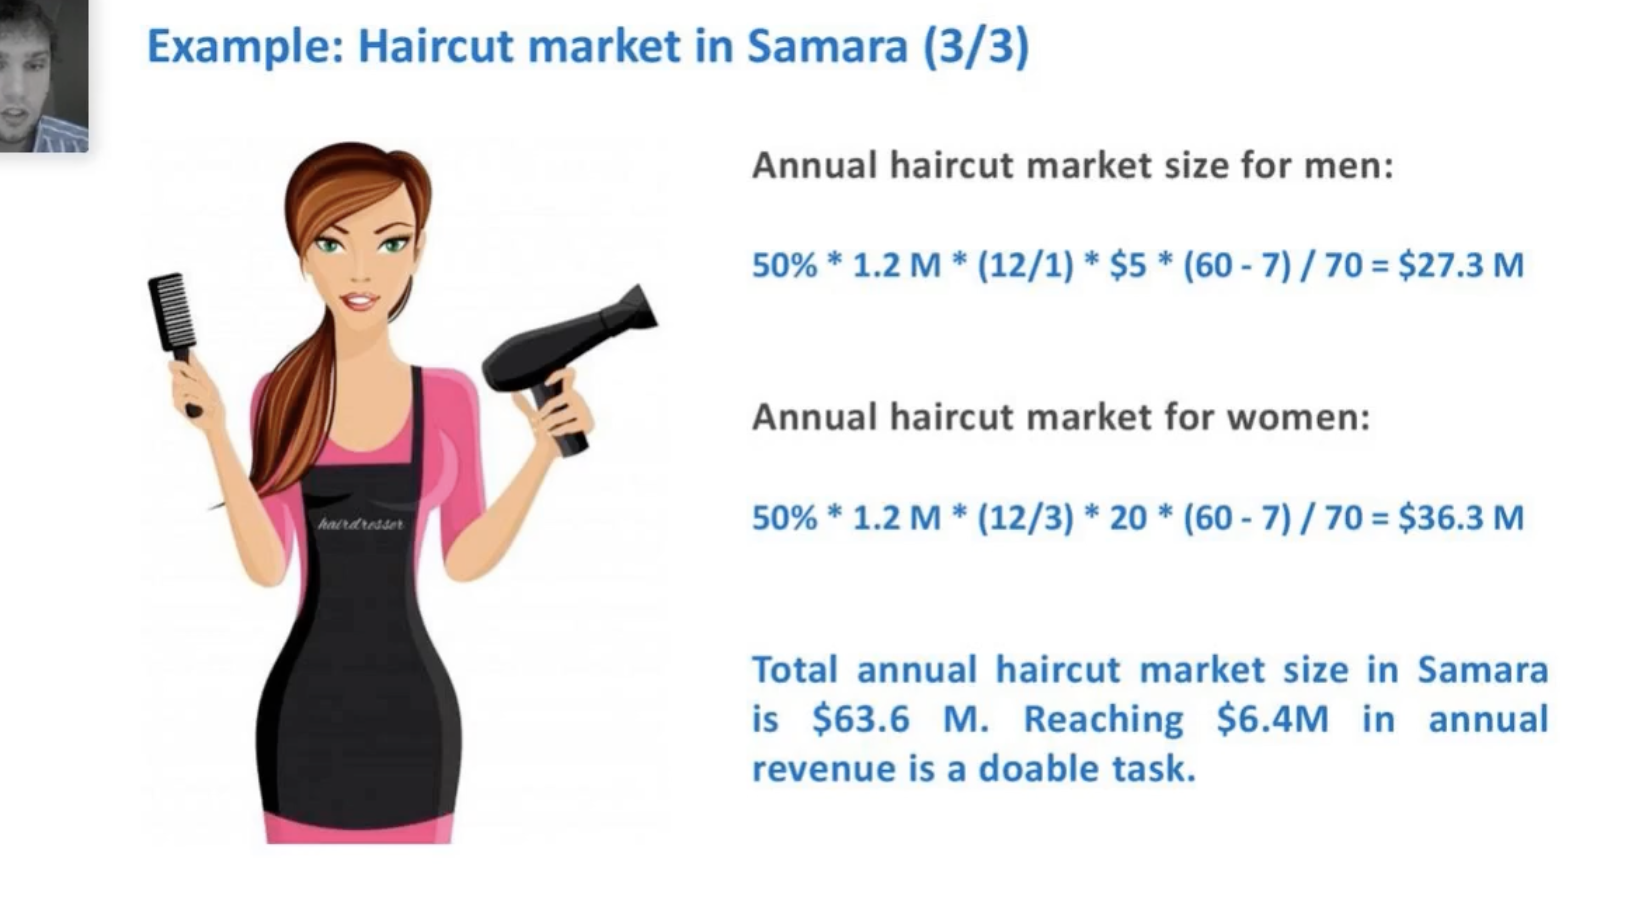 Example: Haircut market in Samara (3/3)
Annual haircut market size for men:
50% * 1.2 M * (12/1) * $5 * (60 - 7) / 70 = $27.3 M
Annual haircut market for women:
50% * 1.2 M * (12/3) * 20 * (60 - 7) / 70 = $36.3 M
hairdresser
Total annual haircut market size in Samara
is $63.6 M. Reaching $6.4M in annual
revenue is a doable task.